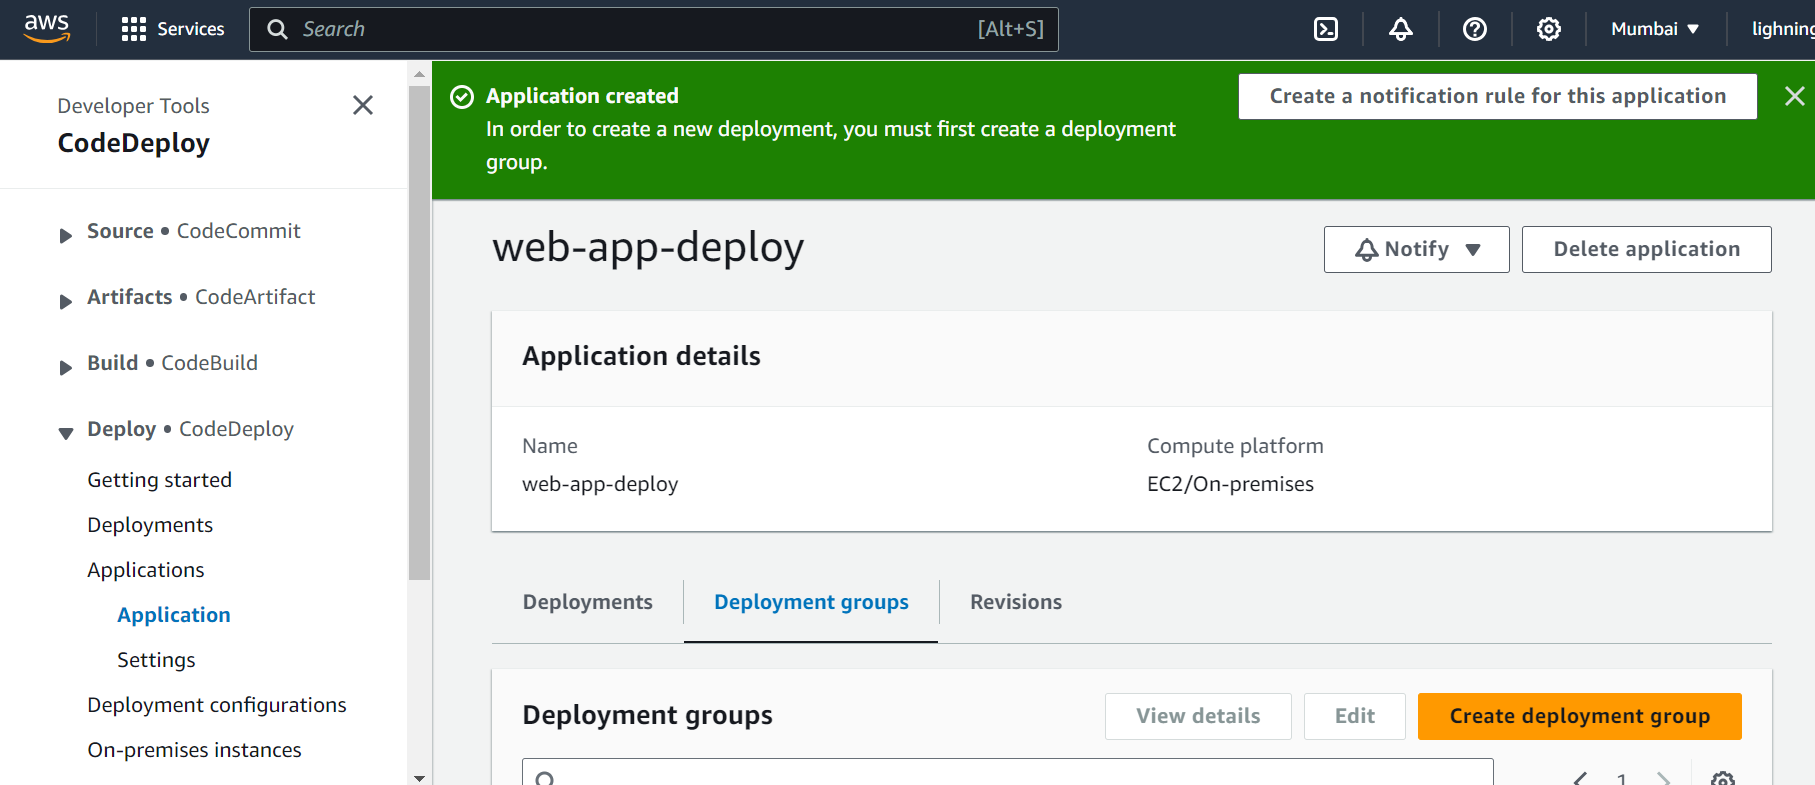 aws
Services
Search [Alt+S]
Mumbai ▼
lighning
Developer Tools
CodeDeploy
Source • CodeCommit
Artifacts • CodeArtifact
Build • CodeBuild
Deploy • CodeDeploy
Getting started
Deployments
Applications
Application
Settings
Deployment configurations
On-premises instances
Application created
In order to create a new deployment, you must first create a deployment
group.
Create a notification rule for this application
web-app-deploy
Notify ▼
Delete application
Application details
Name
web-app-deploy
Compute platform
EC2/On-premises
Deployments
Deployment groups
Revisions
Deployment groups
View details
Edit
Create deployment group
1